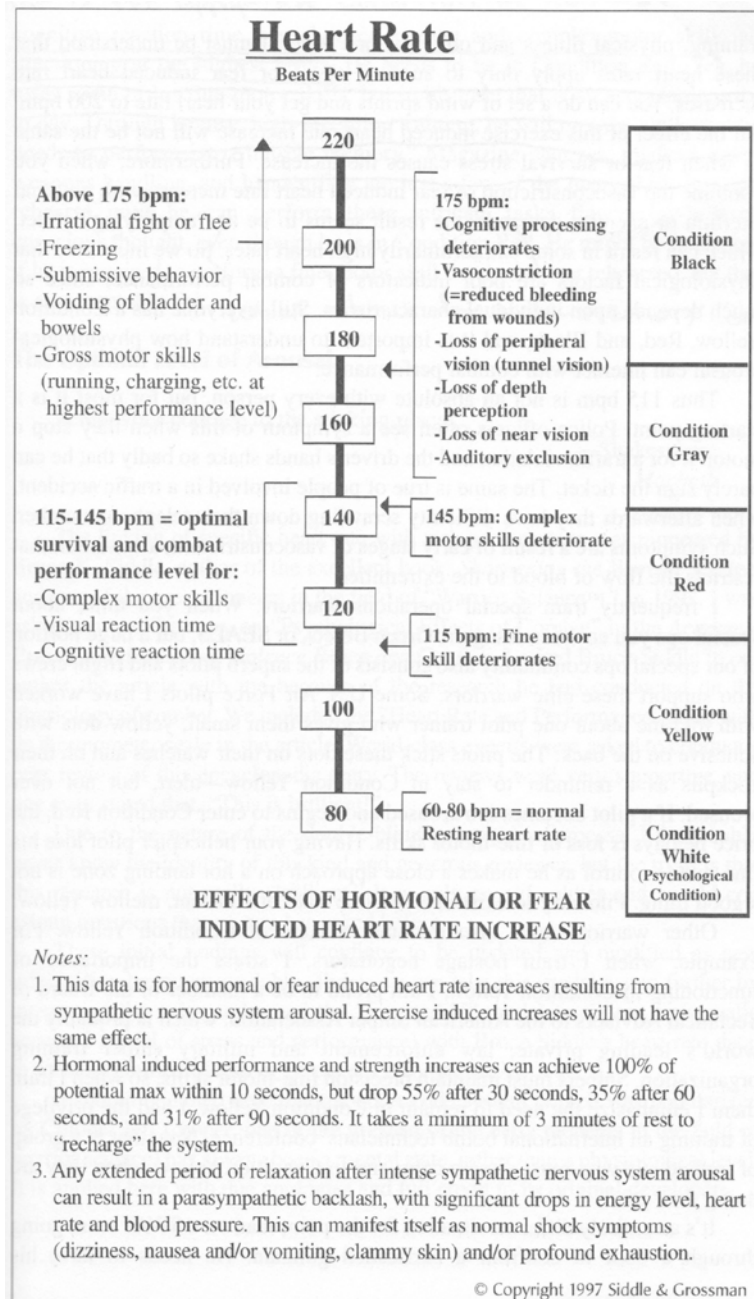 Heart Rate
Beats Per Minute
220
200
180
160
140
120
100
80
Above 175 bpm:
-Irrational fight or flee
-Freezing
-Submissive behavior
-Voiding of bladder and
bowels
-Gross motor skills
(running, charging, etc. at
highest performance level)
115-145 bpm = optimal
survival and combat
performance level for:
-Complex motor skills
-Visual reaction time
-Cognitive reaction time
175 bpm:
-Cognitive processing
deteriorates
-Vasoconstriction
(=reduced bleeding
from wounds)
-Loss of peripheral
vision (tunnel vision)
-Loss of depth
perception
-Loss of near vision
-Auditory exclusion
145 bpm: Complex
motor skills deteriorate
115 bpm: Fine motor
skill deteriorates
60-80 bpm = normal
Resting heart rate
Condition
Black
Condition
Gray
Condition
Red
Condition
Yellow
Condition
White
(Psychological
Condition)
EFFECTS OF HORMONAL OR FEAR
INDUCED HEART RATE INCREASE
Notes:
1. This data is for hormonal or fear induced heart rate increases resulting from
sympathetic nervous system arousal. Exercise induced increases will not have the
same effect.
2. Hormonal induced performance and strength increases can achieve 100% of
potential max within 10 seconds, but drop 55% after 30 seconds, 35% after 60
seconds, and 31% after 90 seconds. It takes a minimum of 3 minutes of rest to
“recharge” the system.
3. Any extended period of relaxation after intense sympathetic nervous system arousal
can result in a parasympathetic backlash, with significant drops in energy level, heart
rate and blood pressure. This can manifest itself as normal shock symptoms
(dizziness, nausea and/or vomiting, clammy skin) and/or profound exhaustion.
© Copyright 1997 Siddle & Grossman